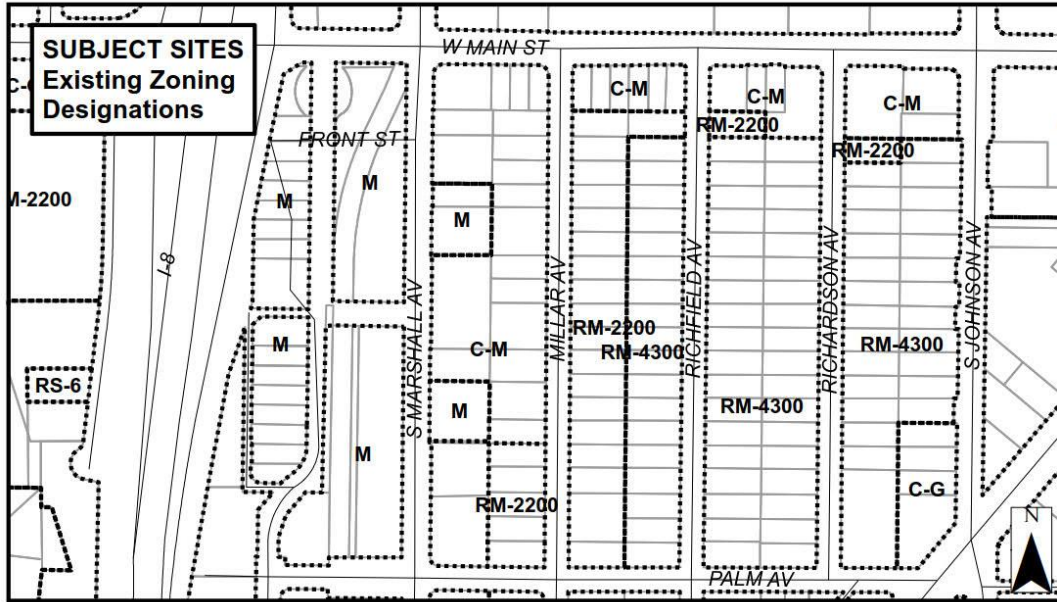 SUBJECT SITES
Existing Zoning
Designations
W MAIN ST
C-M
C-M
C-M
RM-2200
RM-2200
FRONT ST
M
M
M
M-2200
I-8
S MARSHALL AV
MILLAR AV
RICHFIELD AV
RICHARDSON AV
S JOHNSON AV
M
C-M
RM-2200
RM-4300
RM-4300
RS-6
M
RM-4300
M
C-G
RM-2200
N
PALM AV